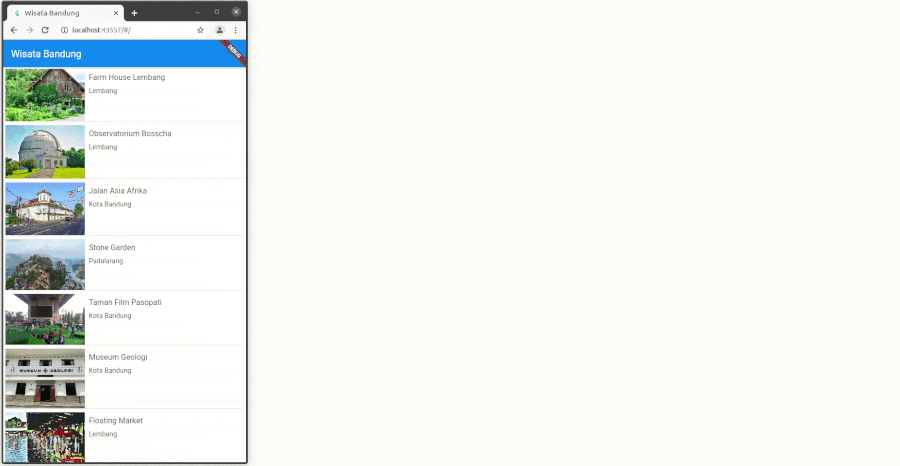 Wisata Bandung
localhost:43557/#/
Wisata Bandung
DEBUG
Farm House Lembang
Lembang
Observatorium Bosscha
Lembang
Jalan Asia Afrika
Kota Bandung
Stone Garden
Padalarang
Taman Film Pasopati
Kota Bandung
Museum Geologi
Kota Bandung
MUSEUM GEOLOGI
Floating Market
Lembang